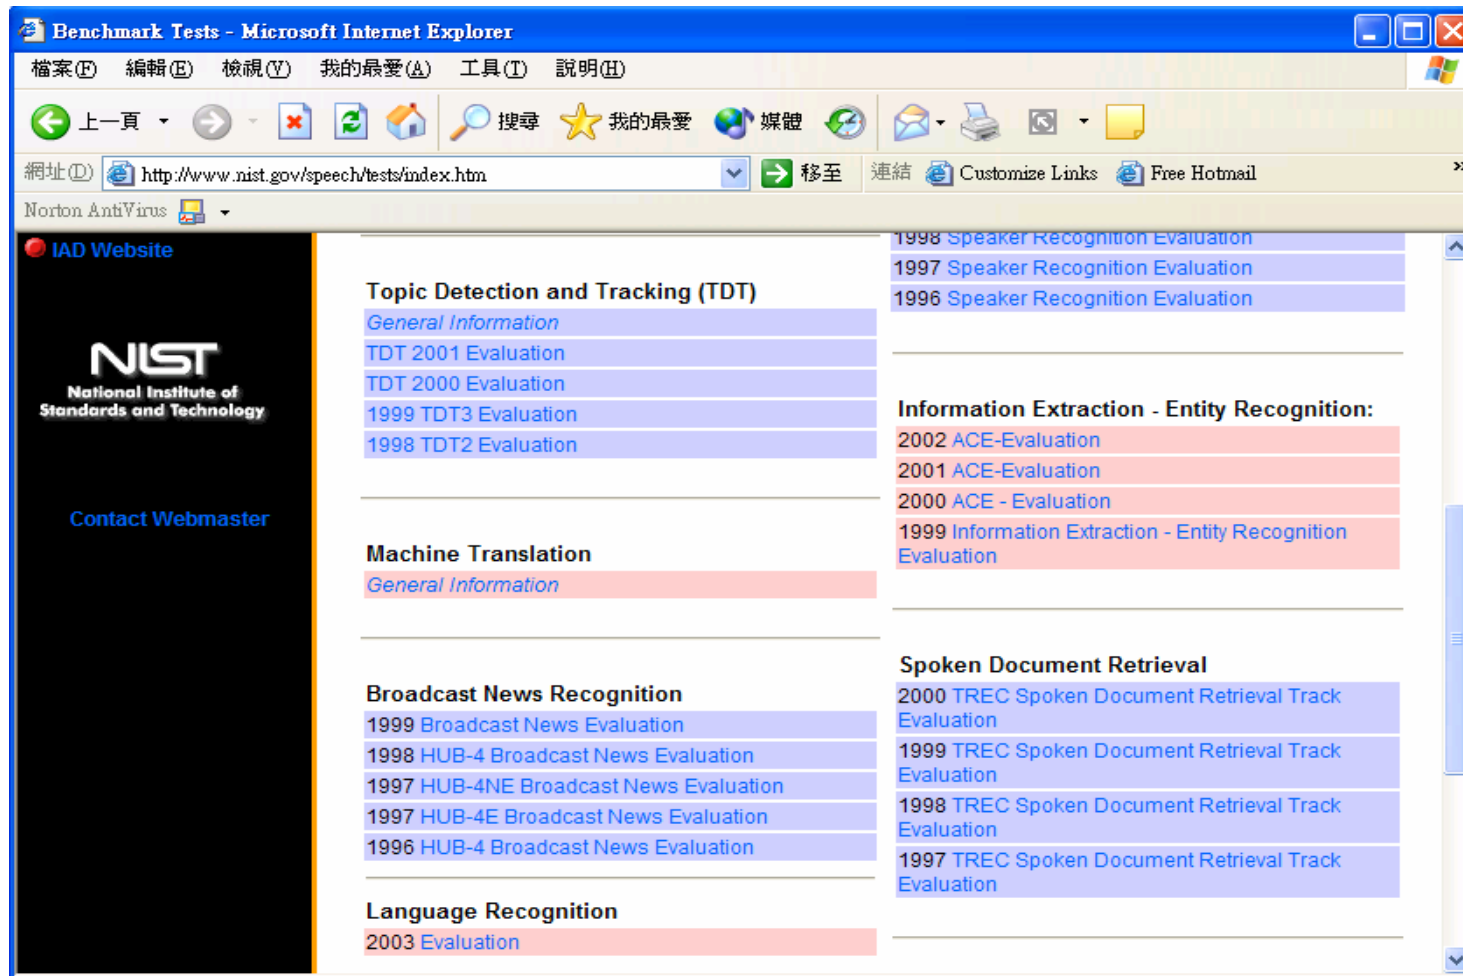 Benchmark Tests - Microsoft Internet Explorer
檔案(F) 編輯(E) 檢視(V) 我的最愛(A) 工具(T) 說明(H)
上一頁 搜尋 我的最愛 媒體
網址(D) http://www.nist.gov/speech/tests/index.htm 移至 連結 Customize Links Free Hotmail »
Norton AntiVirus
IAD Website
NIST
National Institute of
Standards and Technology
Contact Webmaster
Topic Detection and Tracking (TDT)
General Information
TDT 2001 Evaluation
TDT 2000 Evaluation
1999 TDT3 Evaluation
1998 TDT2 Evaluation
Machine Translation
General Information
Broadcast News Recognition
1999 Broadcast News Evaluation
1998 HUB-4 Broadcast News Evaluation
1997 HUB-4NE Broadcast News Evaluation
1997 HUB-4E Broadcast News Evaluation
1996 HUB-4 Broadcast News Evaluation
Language Recognition
2003 Evaluation
1998 Speaker Recognition Evaluation
1997 Speaker Recognition Evaluation
1996 Speaker Recognition Evaluation
Information Extraction - Entity Recognition:
2002 ACE-Evaluation
2001 ACE-Evaluation
2000 ACE - Evaluation
1999 Information Extraction - Entity Recognition
Evaluation
Spoken Document Retrieval
2000 TREC Spoken Document Retrieval Track
Evaluation
1999 TREC Spoken Document Retrieval Track
Evaluation
1998 TREC Spoken Document Retrieval Track
Evaluation
1997 TREC Spoken Document Retrieval Track
Evaluation